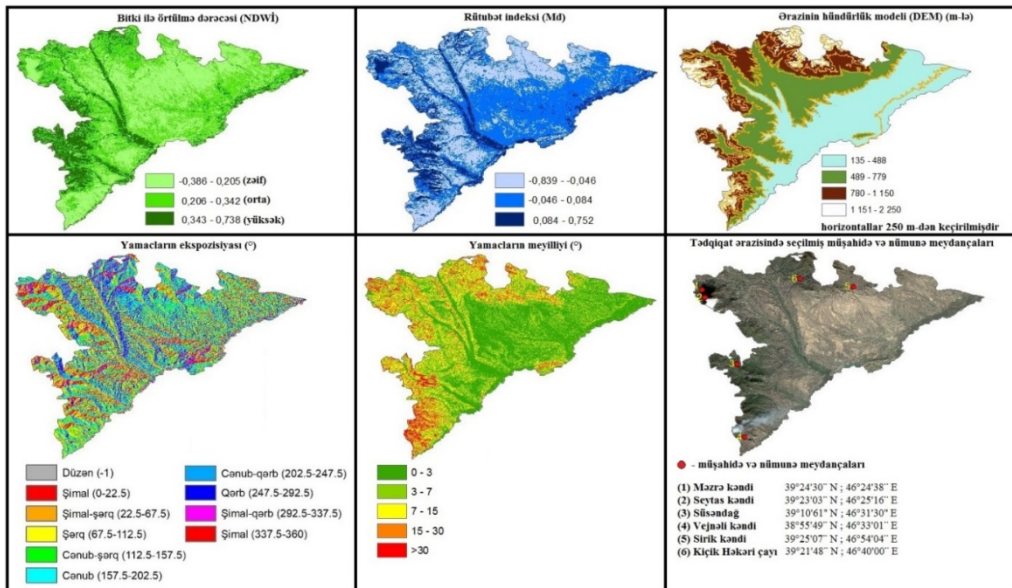 Bitki ilə örtülmə dərəcəsi (NDWİ)
-0,386 - 0,205 (zəif)
0,206 - 0,342 (orta)
0,343 - 0,738 (yüksək)
Rütubət indeksi (Md)
-0,839 - -0,046
-0,046 - 0,084
0,084 - 0,752
Ərazinin hündürlük modeli (DEM) (m-lə)
135 - 488
489 - 779
780 - 1 150
1 151 - 2 250
horizontallar 250 m-dən keçirilmişdir
Yamacların ekspozisiyası (°)
Düzən (-1)
Şimal (0-22.5)
Şimal-şərq (22.5-67.5)
Şərq (67.5-112.5)
Cənub-şərq (112.5-157.5)
Cənub (157.5-202.5)
Cənub-qərb (202.5-247.5)
Qərb (247.5-292.5)
Şimal-qərb (292.5-337.5)
Şimal (337.5-360)
Yamacların meyilliyi (°)
0 - 3
3 - 7
7 - 15
15 - 30
>30
Tədqiqat ərazisində seçilmiş müşahidə və nümunə meydançaları
- müşahidə və nümunə meydançaları
(1) Məzrə kəndi 39°24'30¨ N ; 46°24'38¨ E
(2) Seytas kəndi 39°23'03¨ N ; 46°25'16¨ E
(3) Süsəndağ 39°10'61¨ N ; 46°31'30¨ E
(4) Vejnəli kəndi 38°55'49¨ N ; 46°33'01¨ E
(5) Sirik kəndi 39°25'07¨ N ; 46°54'04¨ E
(6) Kiçik Həkəri çayı 39°21'48¨ N ; 46°40'00¨ E